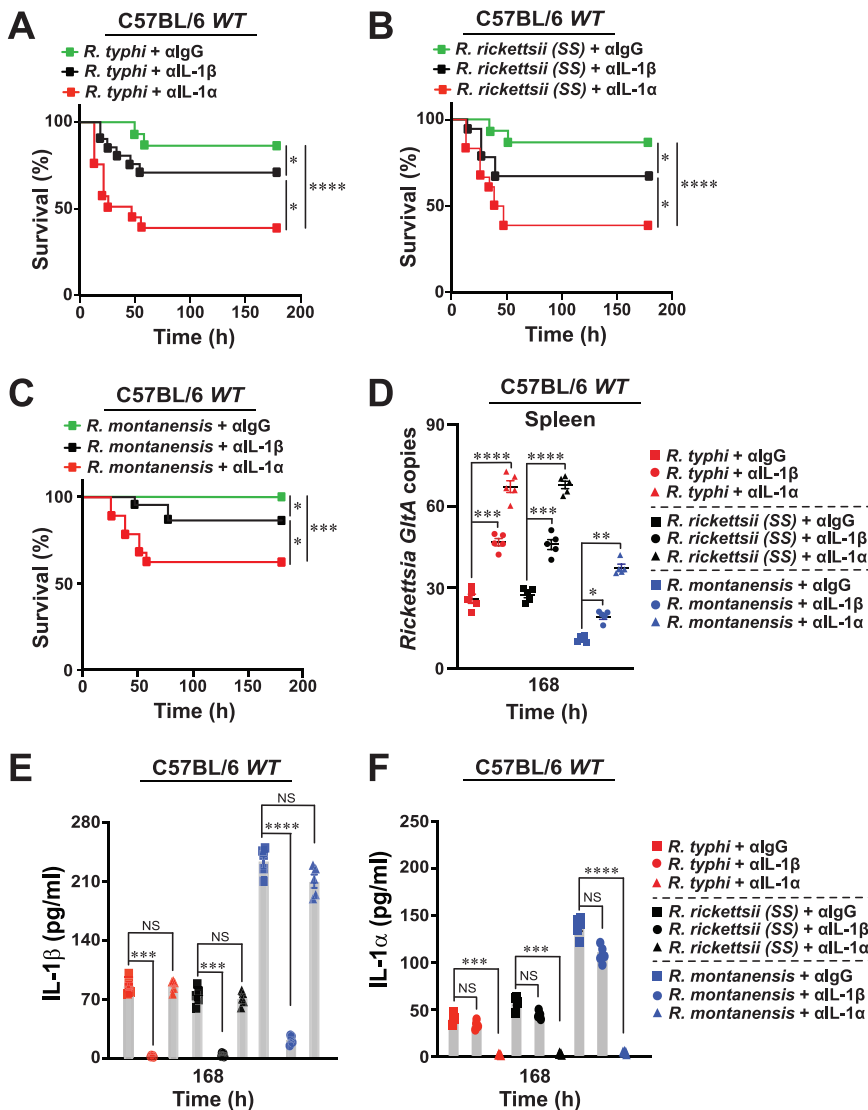 A
C57BL/6 WT
R. typhi + αIgG
R. typhi + αIL-1β
R. typhi + αIL-1α
Survival (%)
100
50
0
*
*
****
0 50 100 150 200
Time (h)
B
C57BL/6 WT
R. rickettsii (SS) + αIgG
R. rickettsii (SS) + αIL-1β
R. rickettsii (SS) + αIL-1α
Survival (%)
100
50
0
*
*
****
0 50 100 150 200
Time (h)
C
C57BL/6 WT
R. montanensis + αIgG
R. montanensis + αIL-1β
R. montanensis + αIL-1α
Survival (%)
100
50
0
*
*
***
0 50 100 150 200
Time (h)
D
C57BL/6 WT
Spleen
Rickettsia GltA copies
90
60
30
0
****
***
****
***
**
*
168
Time (h)
R. typhi + αIgG
R. typhi + αIL-1β
R. typhi + αIL-1α
R. rickettsii (SS) + αIgG
R. rickettsii (SS) + αIL-1β
R. rickettsii (SS) + αIL-1α
R. montanensis + αIgG
R. montanensis + αIL-1β
R. montanensis + αIL-1α
E
C57BL/6 WT
IL-1β (pg/ml)
280
210
140
70
0
NS
***
NS
***
NS
****
168
Time (h)
F
C57BL/6 WT
IL-1α (pg/ml)
250
200
150
100
50
0
***
NS
***
NS
****
NS
168
Time (h)
R. typhi + αIgG
R. typhi + αIL-1β
R. typhi + αIL-1α
R. rickettsii (SS) + αIgG
R. rickettsii (SS) + αIL-1β
R. rickettsii (SS) + αIL-1α
R. montanensis + αIgG
R. montanensis + αIL-1β
R. montanensis + αIL-1α